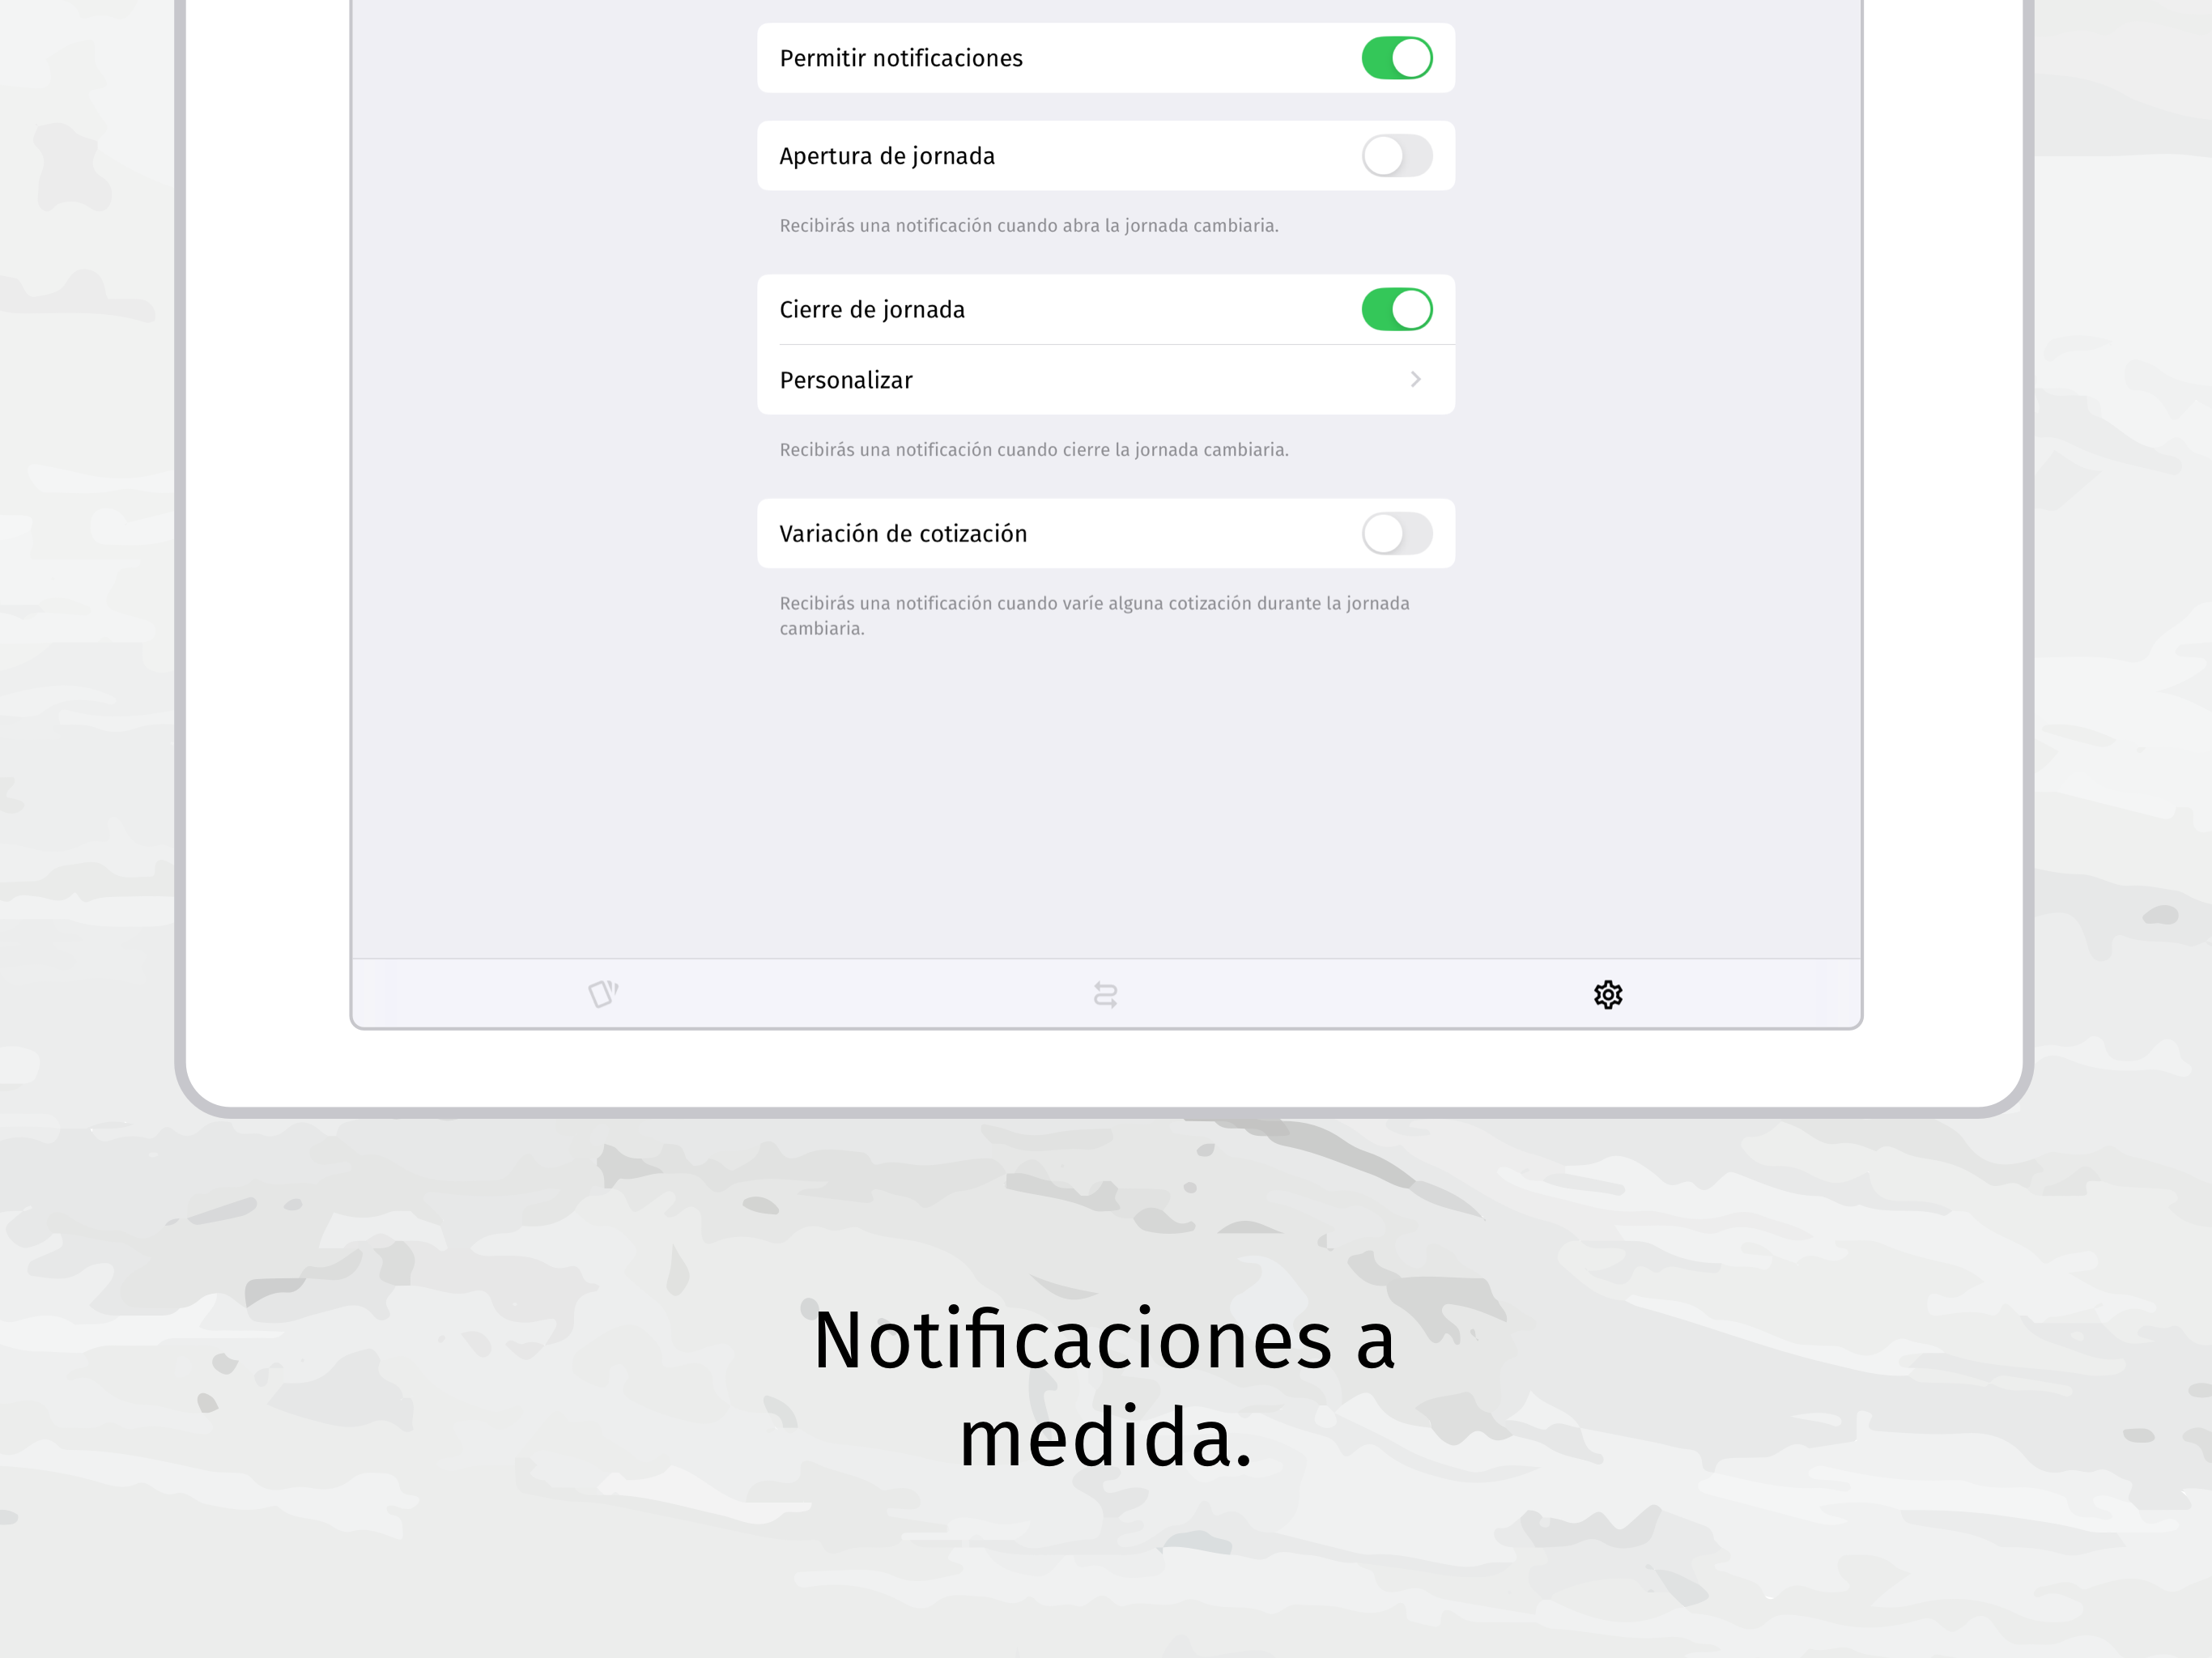 Permitir notificaciones
Apertura de jornada
Recibirás una notificación cuando abra la jornada cambiaria.
Cierre de jornada
Personalizar
Recibirás una notificación cuando cierre la jornada cambiaria.
Variación de cotización
Recibirás una notificación cuando varíe alguna cotización durante la jornada
cambiaria.
Notificaciones a
medida.